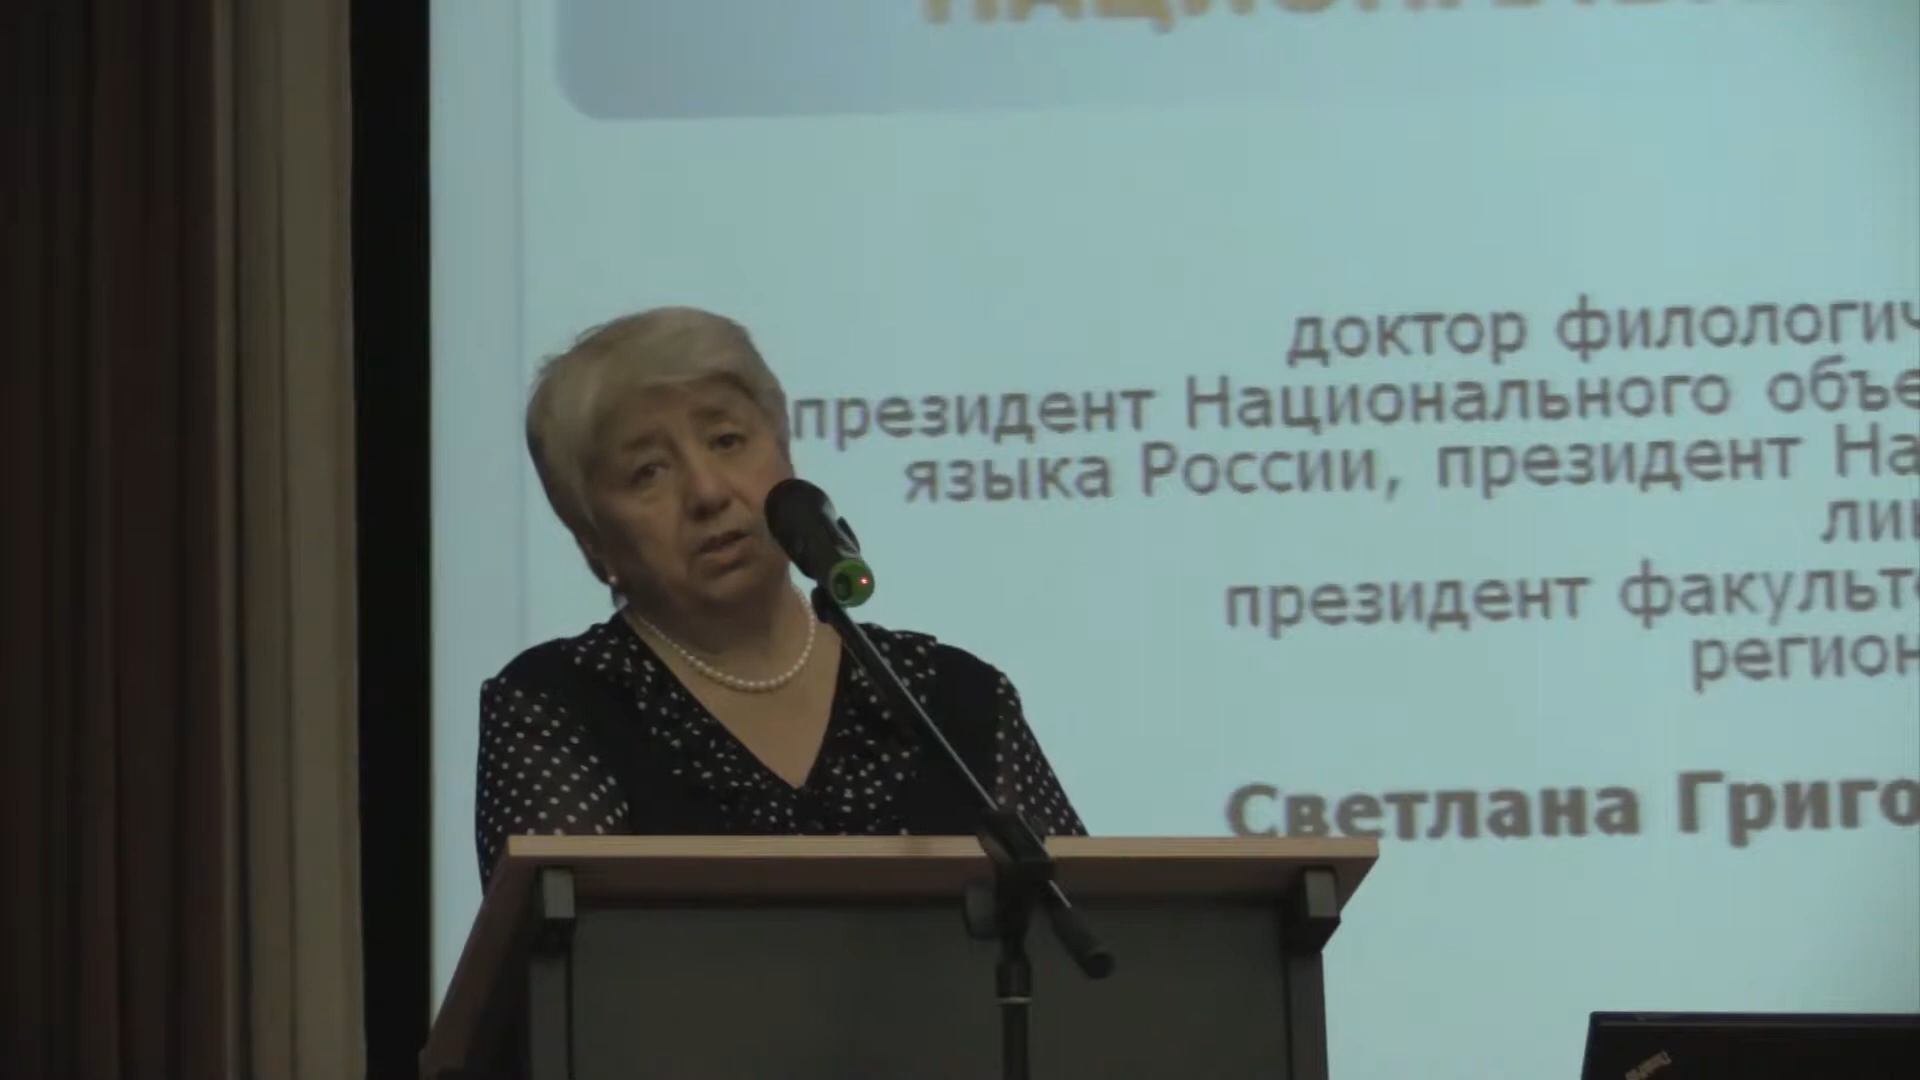 доктор филологич
президент Национального объе
языка России, президент На
лин
президент факульте
регион
Светлана Григо